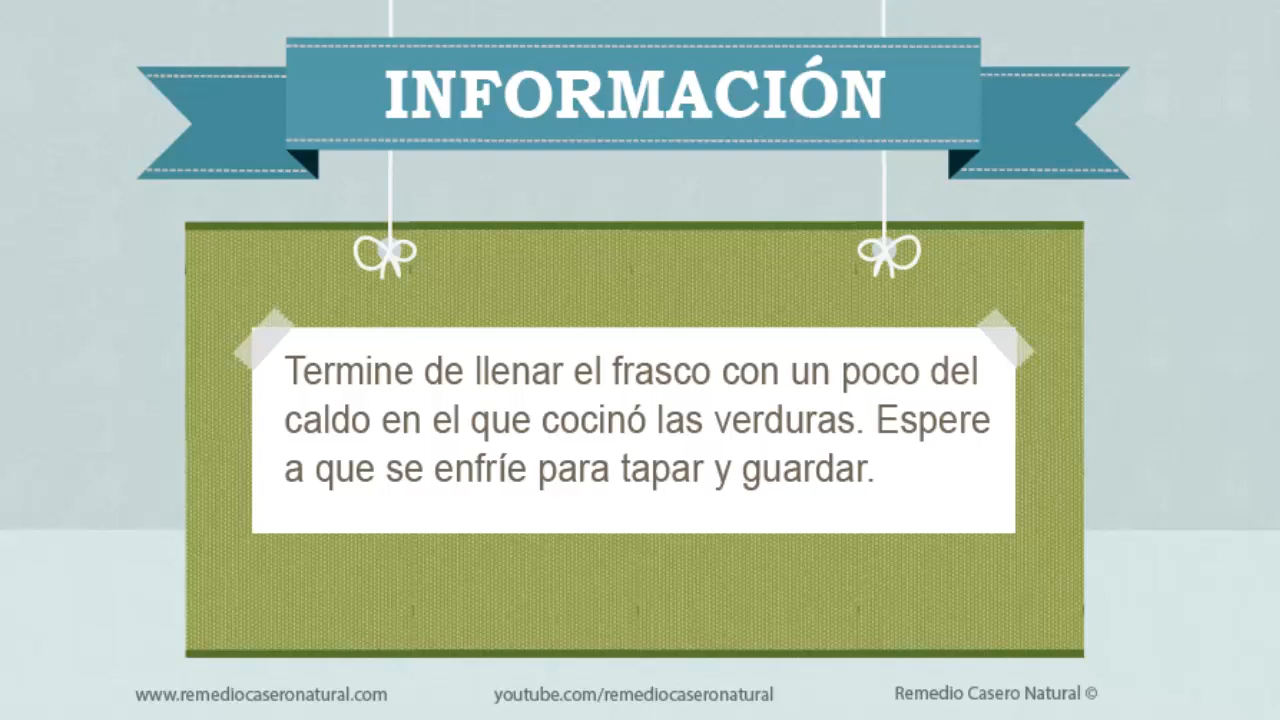 INFORMACIÓN
Termine de llenar el frasco con un poco del
caldo en el que cocinó las verduras. Espere
a que se enfríe para tapar y guardar.
www.remediocaseronatural.com youtube.com/remediocaseronatural Remedio Casero Natural ©